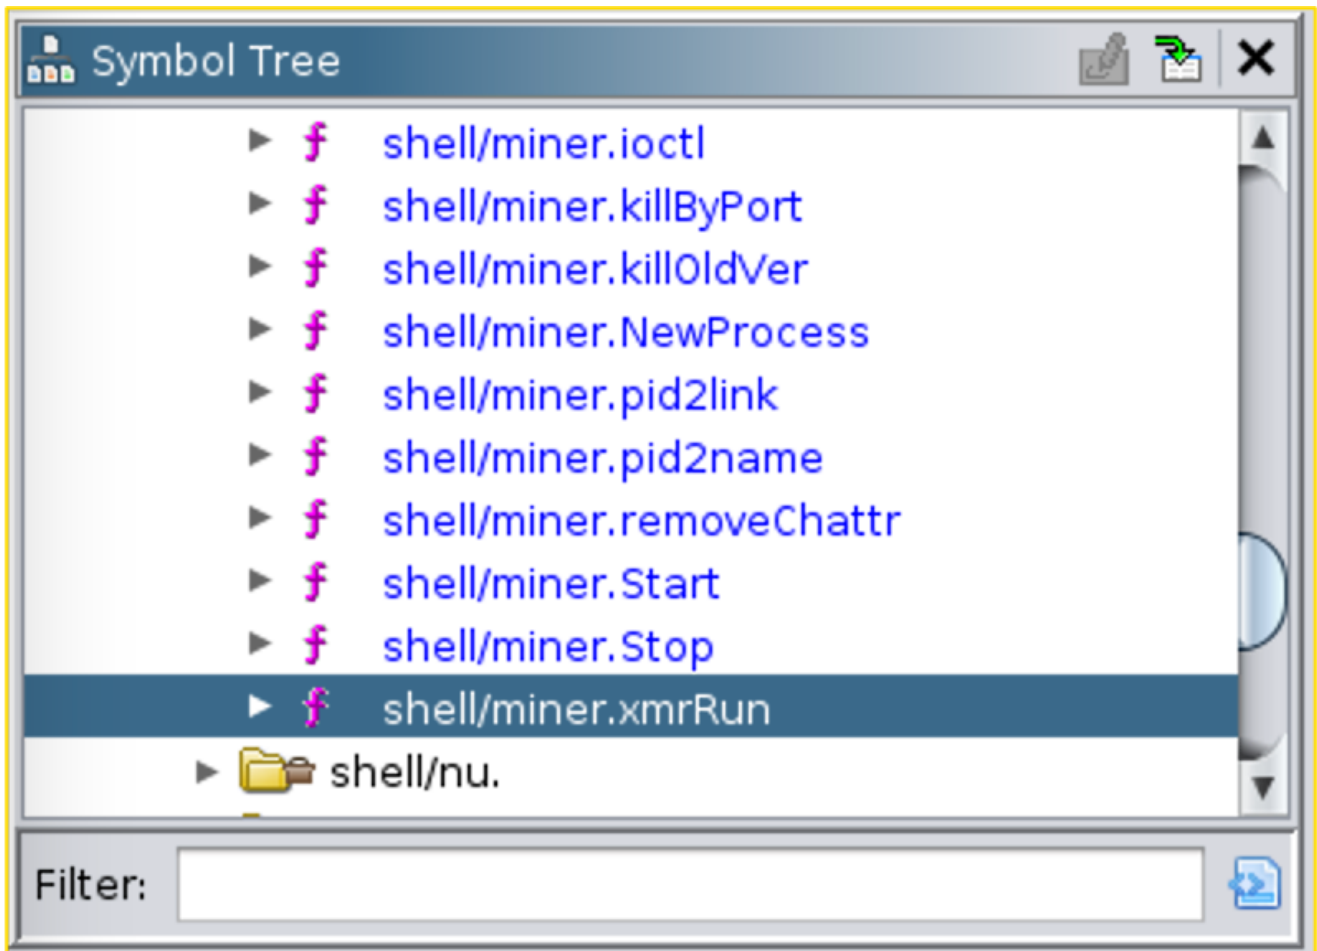 Symbol Tree
f shell/miner.ioctl
f shell/miner.killByPort
f shell/miner.killOldVer
f shell/miner.NewProcess
f shell/miner.pid2link
f shell/miner.pid2name
f shell/miner.removeChattr
f shell/miner.Start
f shell/miner.Stop
f shell/miner.xmrRun
shell/nu.
Filter: